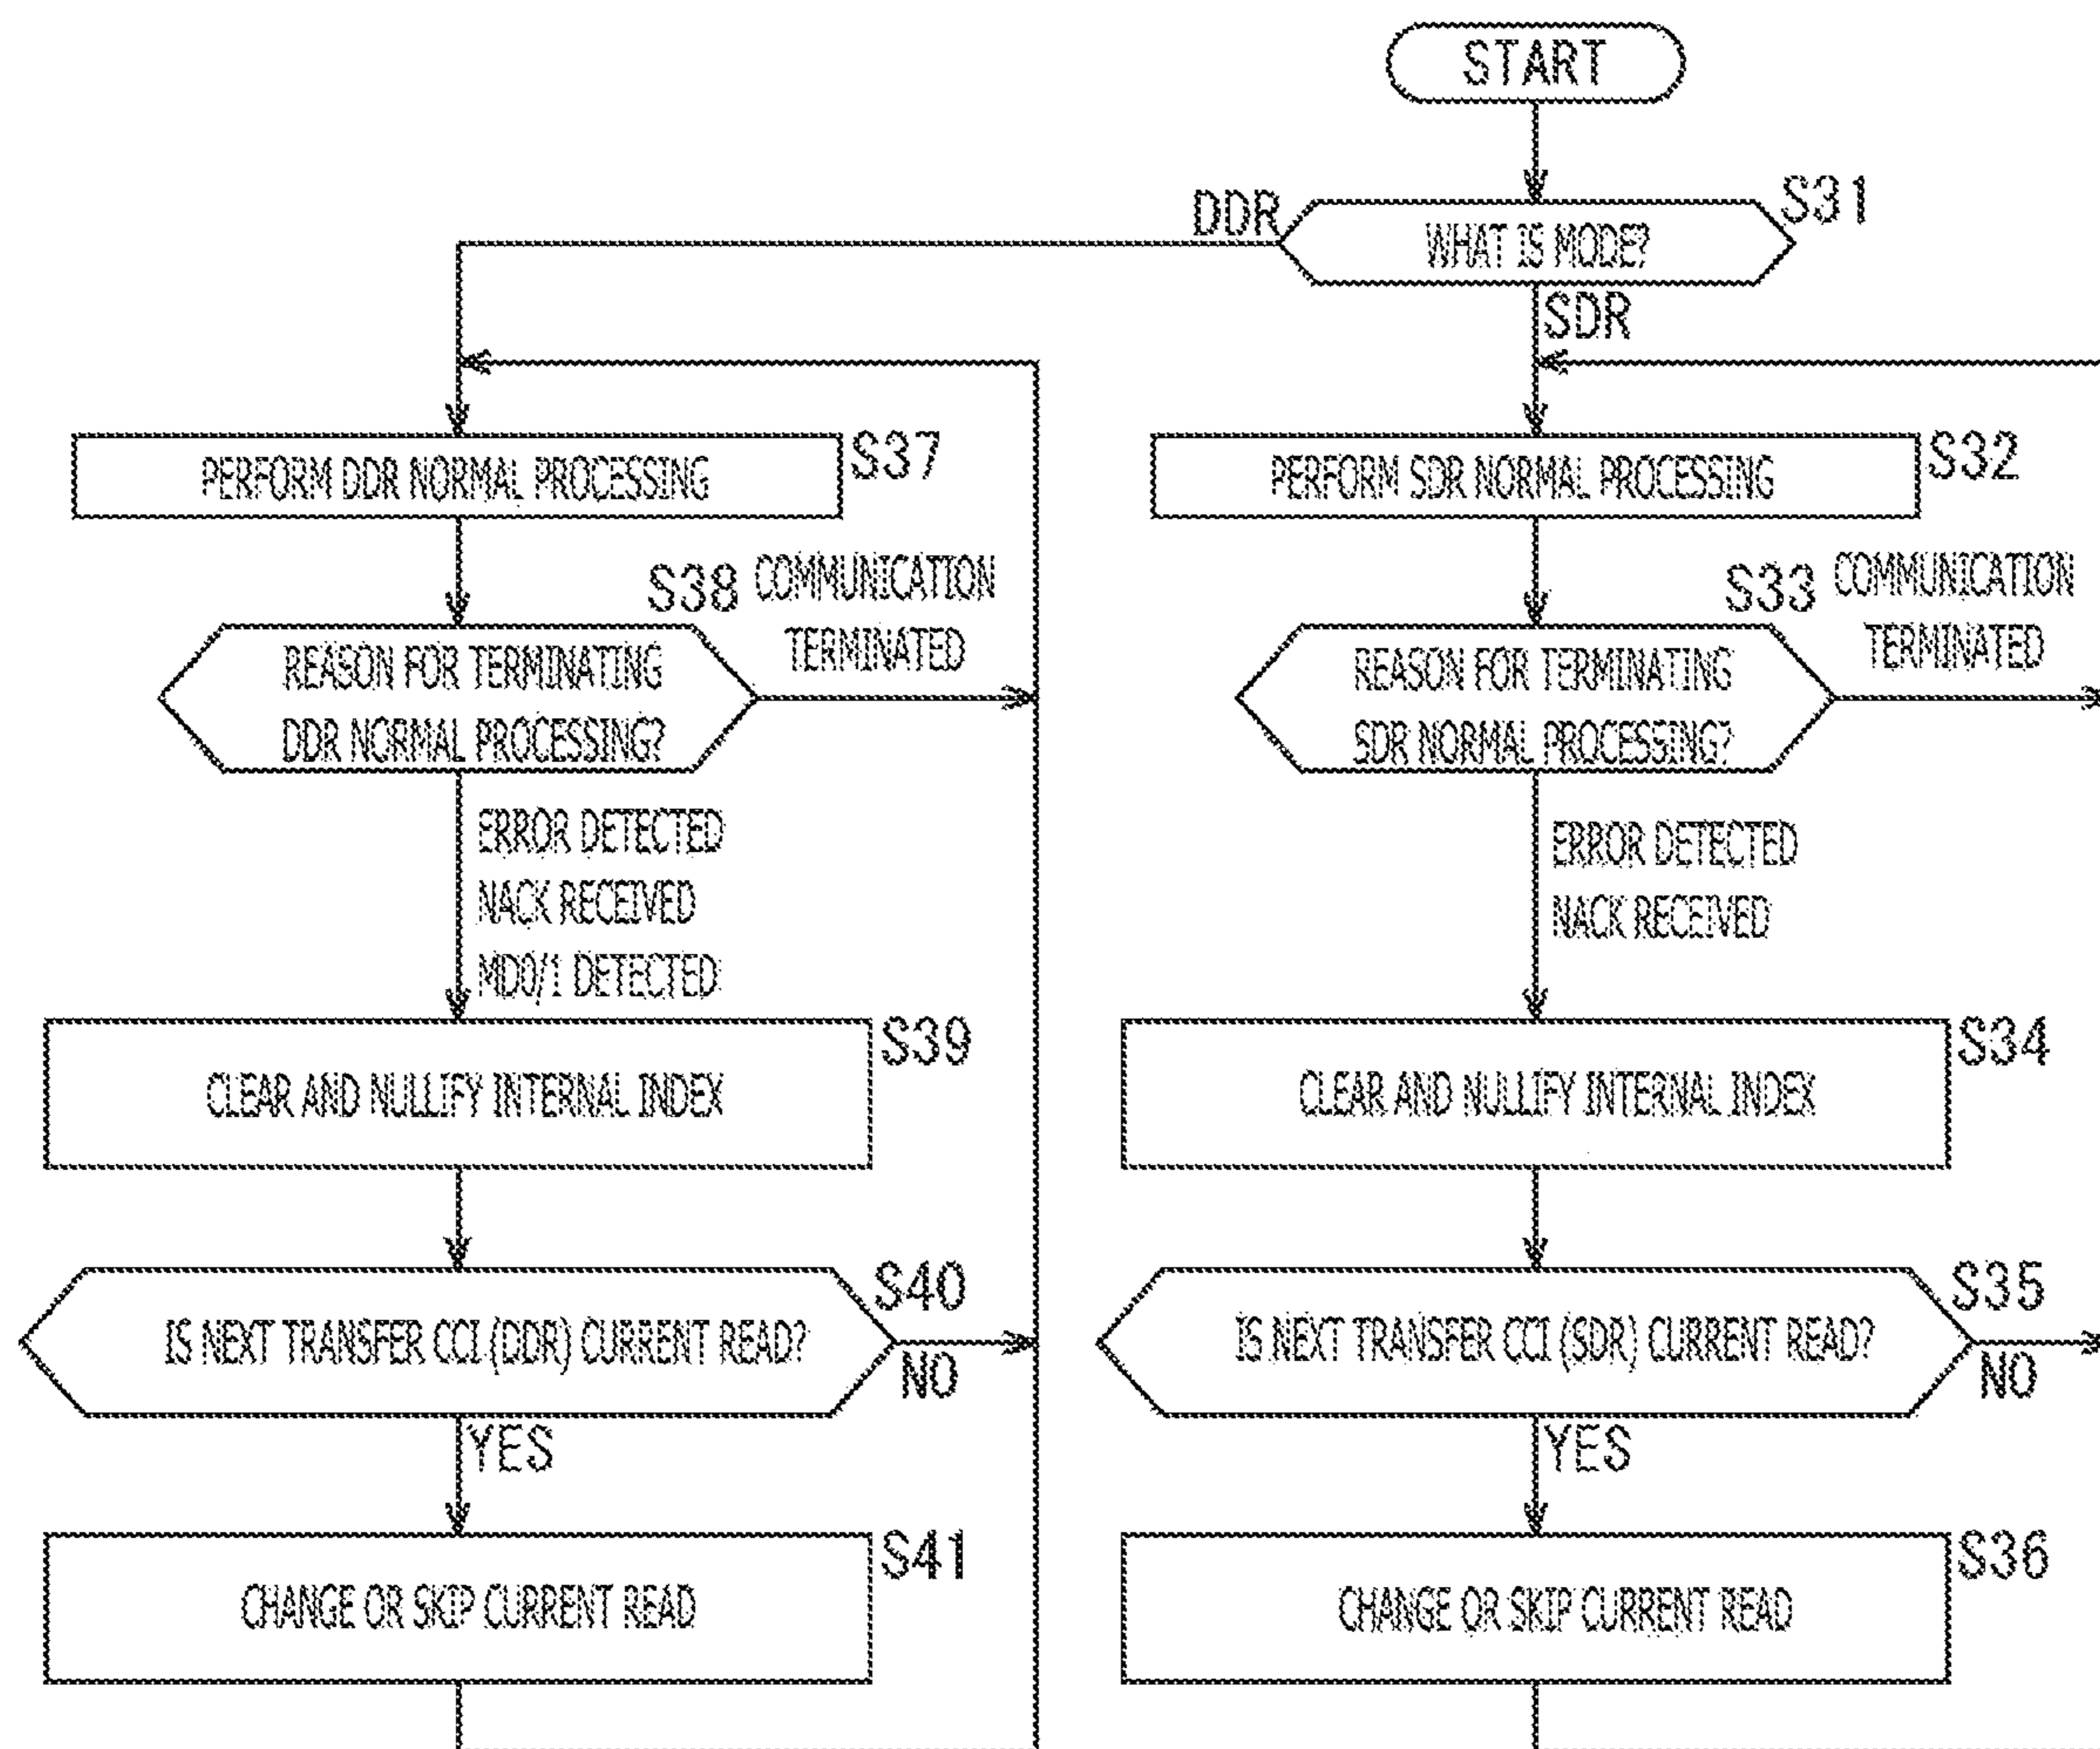 START
DDR
WHAT IS MODE?
S31
SDR
PERFORM DDR NORMAL PROCESSING
S37
S38
COMMUNICATION
TERMINATED
REASON FOR TERMINATING
DDR NORMAL PROCESSING?
ERROR DETECTED
NACK RECEIVED
MD0/1 DETECTED
CLEAR AND NULLIFY INTERNAL INDEX
S39
IS NEXT TRANSFER CCI (DDR) CURRENT READ?
S40
NO
YES
CHANGE OR SKIP CURRENT READ
S41
PERFORM SDR NORMAL PROCESSING
S32
S33
COMMUNICATION
TERMINATED
REASON FOR TERMINATING
SDR NORMAL PROCESSING?
ERROR DETECTED
NACK RECEIVED
CLEAR AND NULLIFY INTERNAL INDEX
S34
IS NEXT TRANSFER CCI (SDR) CURRENT READ?
S35
NO
YES
CHANGE OR SKIP CURRENT READ
S36